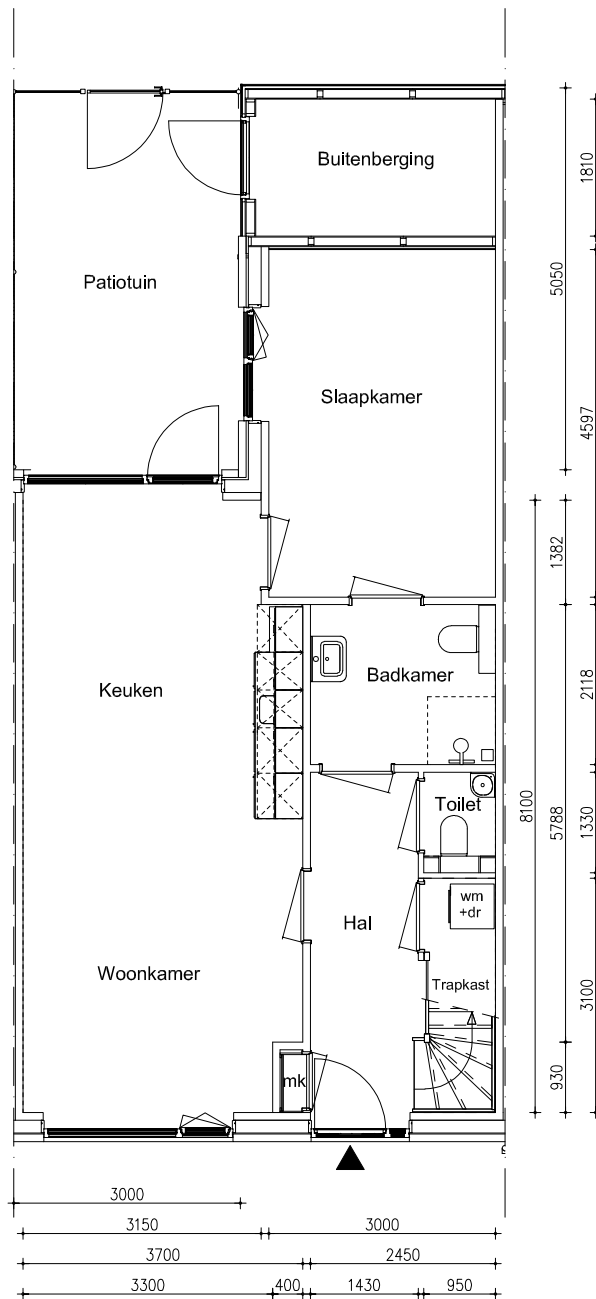 Buitenberging
1810
Patiotuin
5050
Slaapkamer
4597
1382
Keuken
Badkamer
2118
Toilet
8100
5788
1330
wm
+dr
Hal
Woonkamer
Trapkast
3100
mk
930
3000
3150
3000
3700
2450
3300
400
1430
950